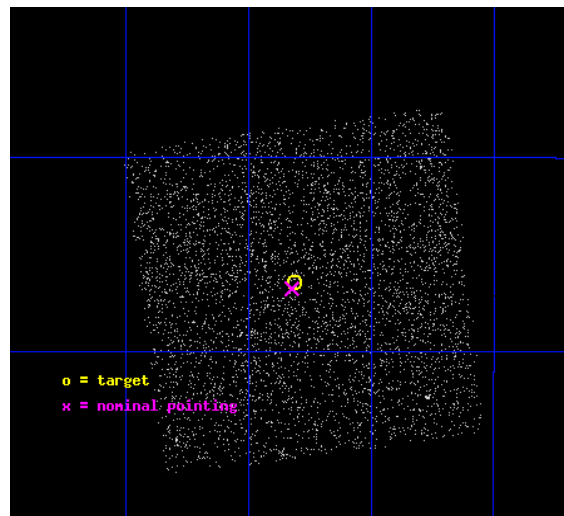 o = target
x = nominal pointing